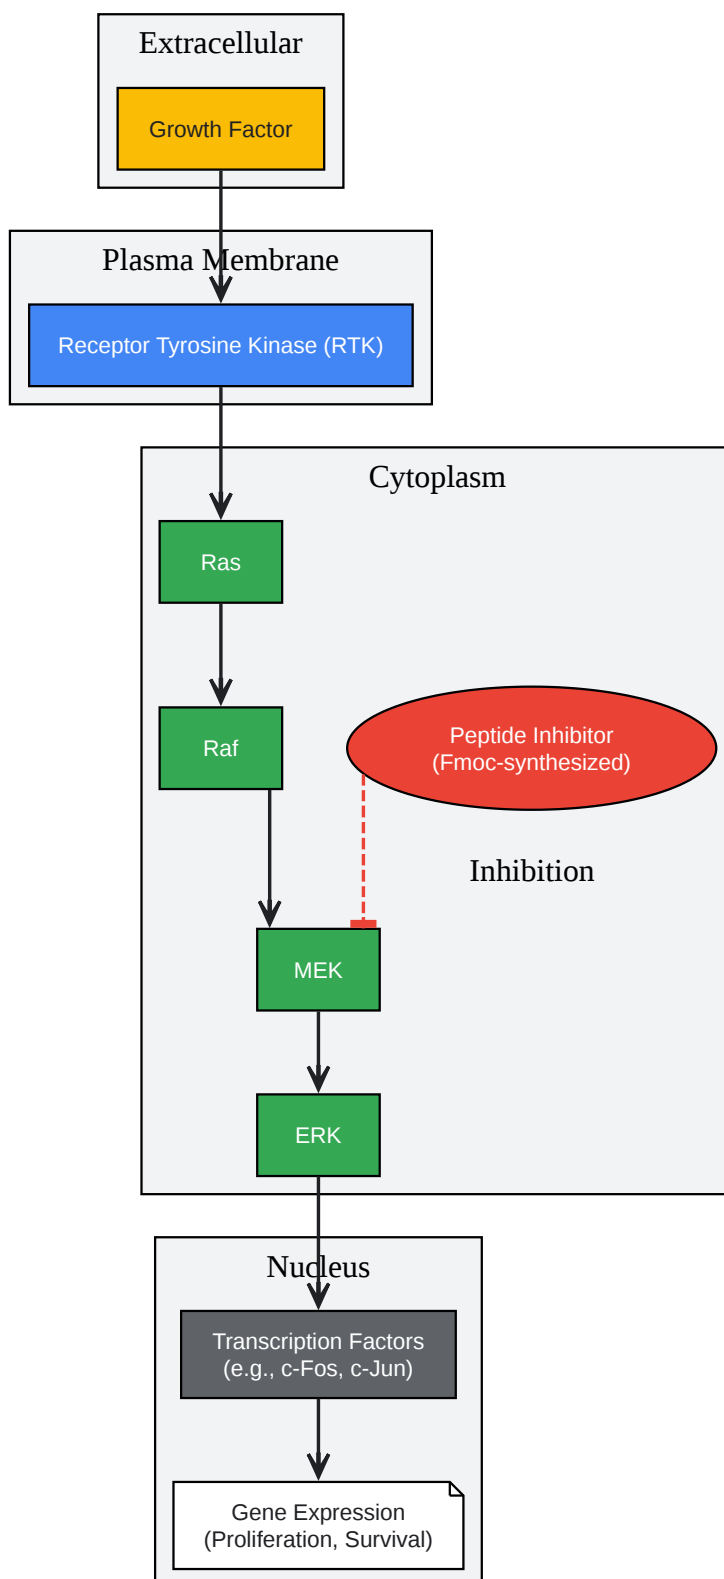 Extracellular
Growth Factor
Plasma Membrane
Receptor Tyrosine Kinase (RTK)
Cytoplasm
Ras
Raf
Peptide Inhibitor
(Fmoc-synthesized)
Inhibition
MEK
ERK
Nucleus
Transcription Factors
(e.g., c-Fos, c-Jun)
Gene Expression
(Proliferation, Survival)